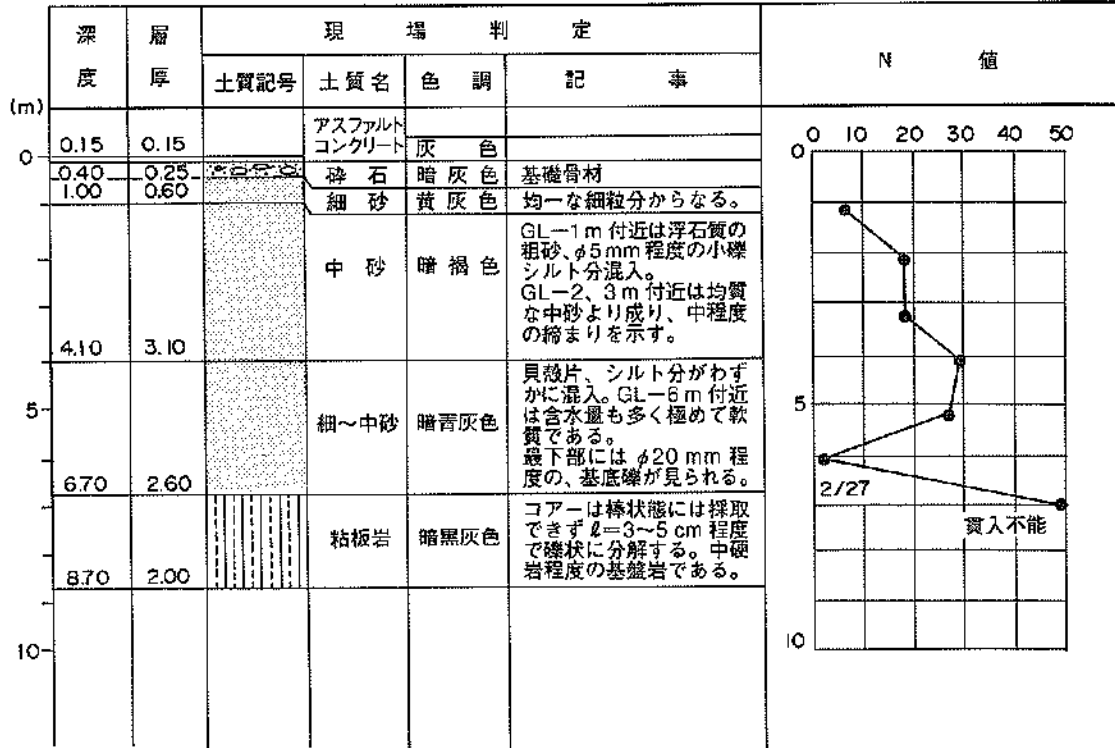 深度
層厚
現場判定
N値
土質記号
土質名
色調
記事
(m)
0.15
0.15
アスファルト
コンクリート
灰色
0
0.40
0.25
碎石
暗灰色
基礎骨材
1.00
0.60
細砂
黄灰色
均一な細粒分からなる。
4.10
3.10
中砂
暗褐色
GL-1m付近は浮石質の
粗砂、φ5mm程度の小礫
シルト分混入。
GL-2、3m付近は均質
な中砂より成り、中程度
の締まりを示す。
5
6.70
2.60
細〜中砂
暗青灰色
貝殻片、シルト分がわず
かに混入。GL-6m付近
は含水量も多く極めて軟
質である。
最下部にはφ20mm程
度の、基底礫が見られる。
8.70
2.00
粘板岩
暗黒灰色
コアーは棒状態には採取
できずℓ=3〜5cm程度
で礫状に分解する。中硬
岩程度の基盤岩である。
10
0 10 20 30 50
0
5
2/27
貫入不能
10